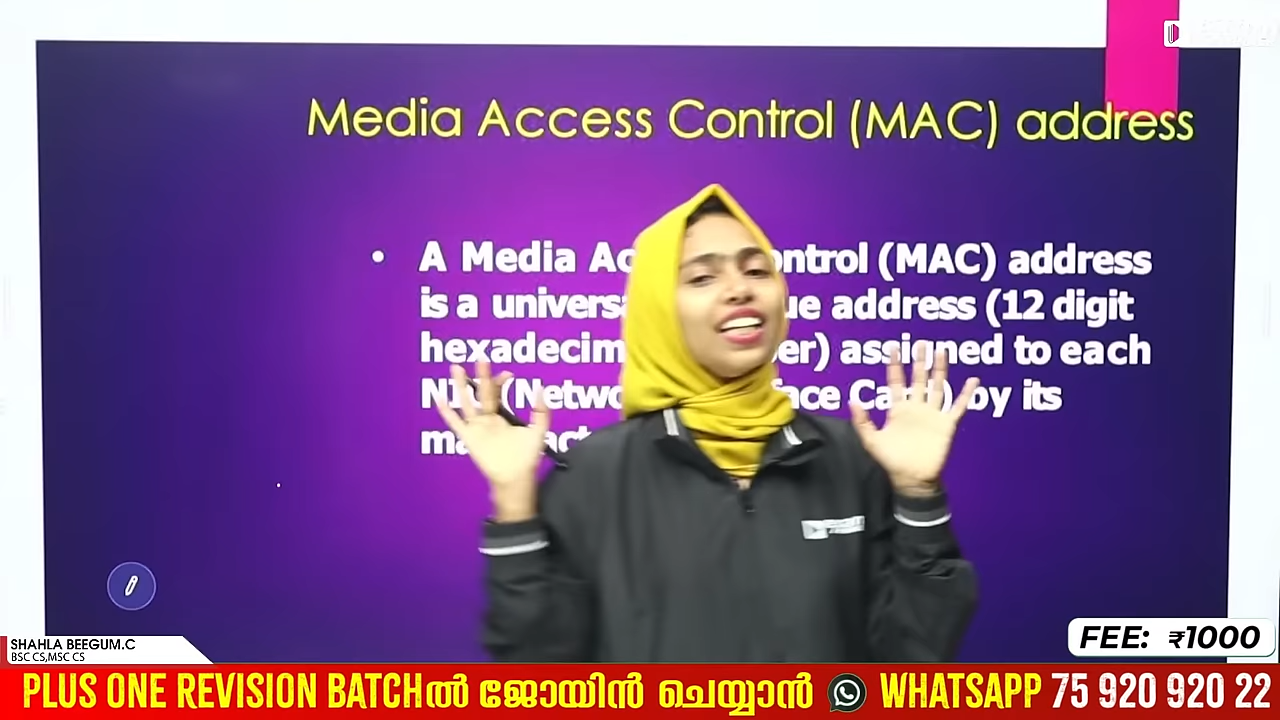 Media Access Control (MAC) address
• A Media Ac ontrol (MAC) address
is a univers ue address (12 digit
hexadecim er) assigned to each
(Netwo face Card) by its
SHAHLA BEEGUM.C
BSC CS,MSC CS
FEE: ₹1000
PLUS ONE REVISION BATCHൽ ജോയിൻ ചെയ്യാൻ WHATSAPP 75 920 920 22